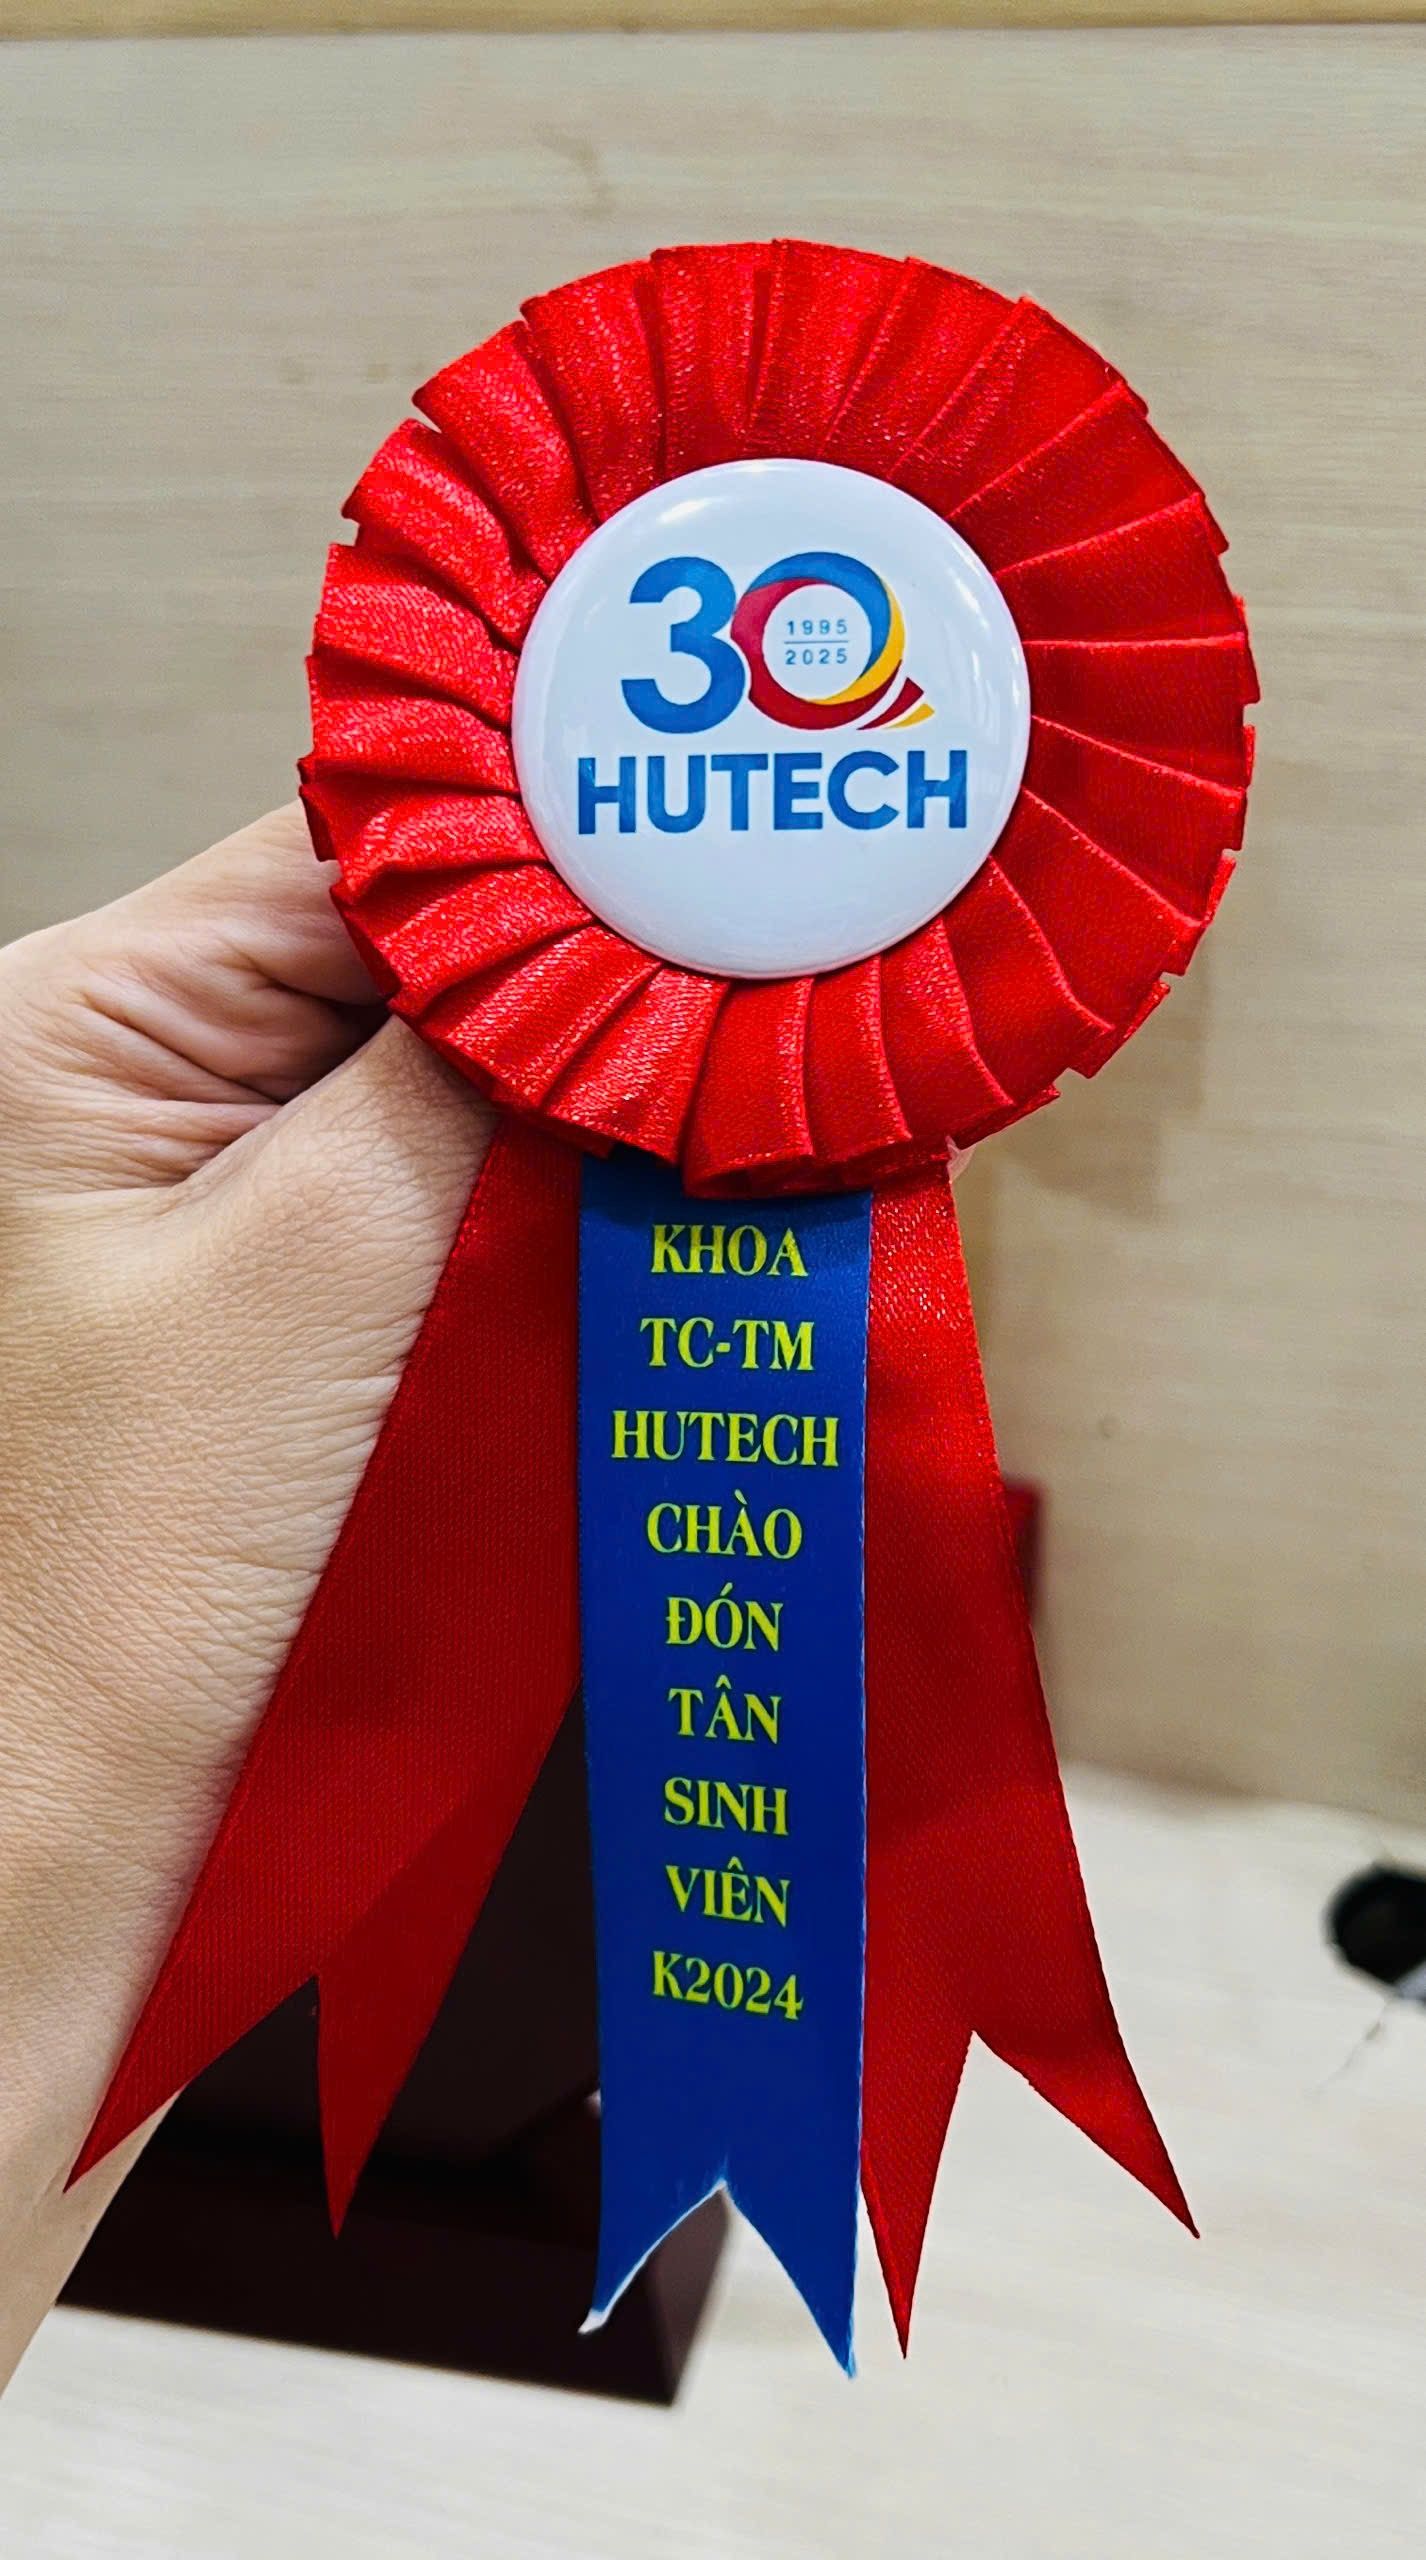 30
1995
2025
HUTECH
KHOA
TC-TM
HUTECH
CHÀO
ĐÓN
TÂN
SINH
VIÊN
K2024